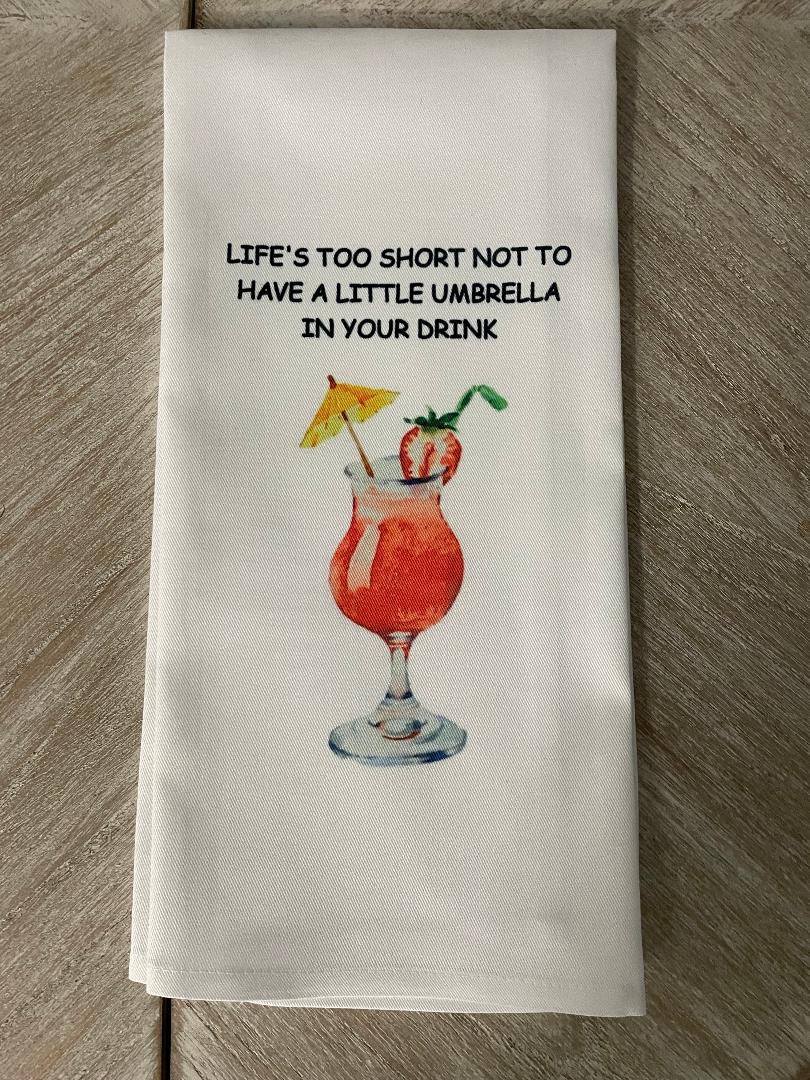 LIFE'S TOO SHORT NOT TO
HAVE A LITTLE UMBRELLA
IN YOUR DRINK